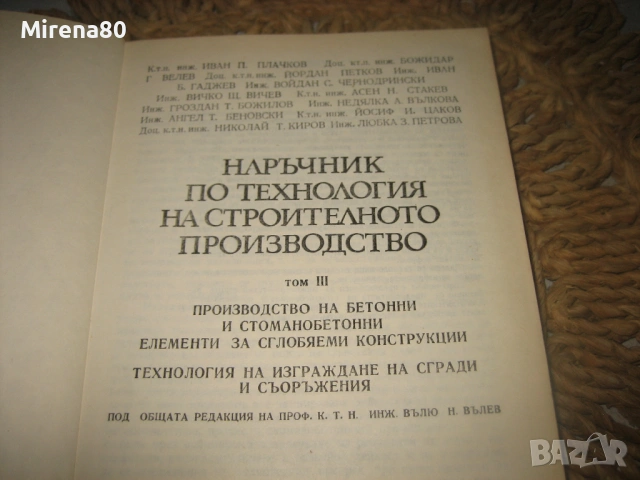 Mirena80
К.т.н. инж. ИВАН П. ПЛАЧКОВ Доц. к.т.н. инж. БОЖИДАР
Г. ВЕЛЕВ Доц. к.т.н. инж. ЙОРДАН ПЕТКОВ Инж. ИВАН
Б. ГАДЖЕВ Инж. ВОЙДАН С. ЧЕРНОДРИНСКИ
Инж. ВИЧКО Щ. ВИЧЕВ К.т.н. инж. АСЕН Н. СТАКЕВ
Инж. ГРОЗДАН Т. БОЖИЛОВ Инж. НЕДЯЛКА А. ВЪЛКОВА
Инж. АНГЕЛ Т. БЕНОВСКИ К.т.н. инж. ЙОСИФ И. ЦАКОВ
Доц. к.т.н. инж. НИКОЛАЙ Т. КИРОВ Инж. ЛЮБКА З. ПЕТРОВА
НАРЪЧНИК
ПО ТЕХНОЛОГИЯ
НА СТРОИТЕЛНОТО
ПРОИЗВОДСТВО
ТОМ III
ПРОИЗВОДСТВО НА БЕТОННИ
И СТОМАНОБЕТОННИ
ЕЛЕМЕНТИ ЗА СГЛОБЯЕМИ КОНСТРУКЦИИ
ТЕХНОЛОГИЯ НА ИЗГРАЖДАНЕ НА СГРАДИ
И СЪОРЪЖЕНИЯ
ПОД ОБЩАТА РЕДАКЦИЯ НА ПРОФ. К. Т. Н. ИНЖ. ВЪЛЮ Н. ВЪЛЕВ
BAZAR
bg